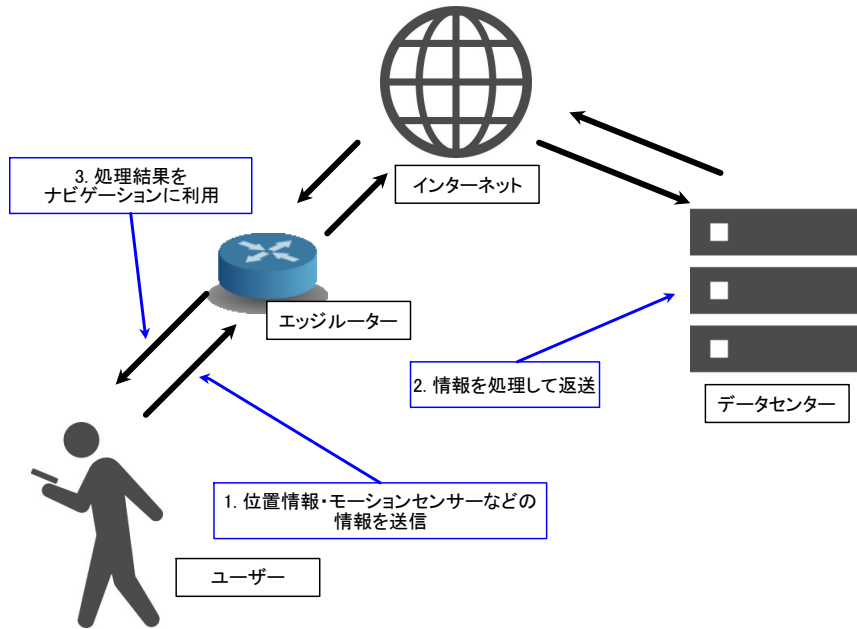 インターネット
3. 処理結果を
ナビゲーションに利用
エッジルーター
2. 情報を処理して返送
データセンター
1. 位置情報・モーションセンサーなどの
情報を送信
ユーザー